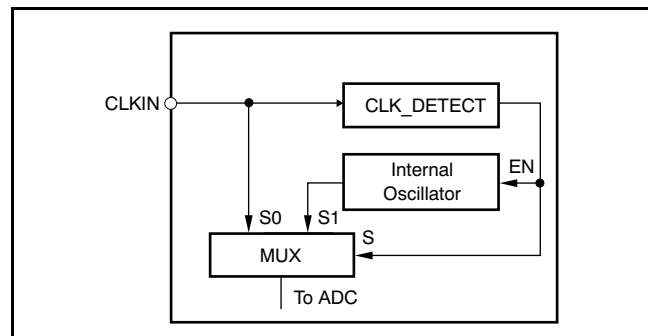 CLKIN
CLK_DETECT
Internal
Oscillator
EN
S0
S1
S
MUX
To ADC